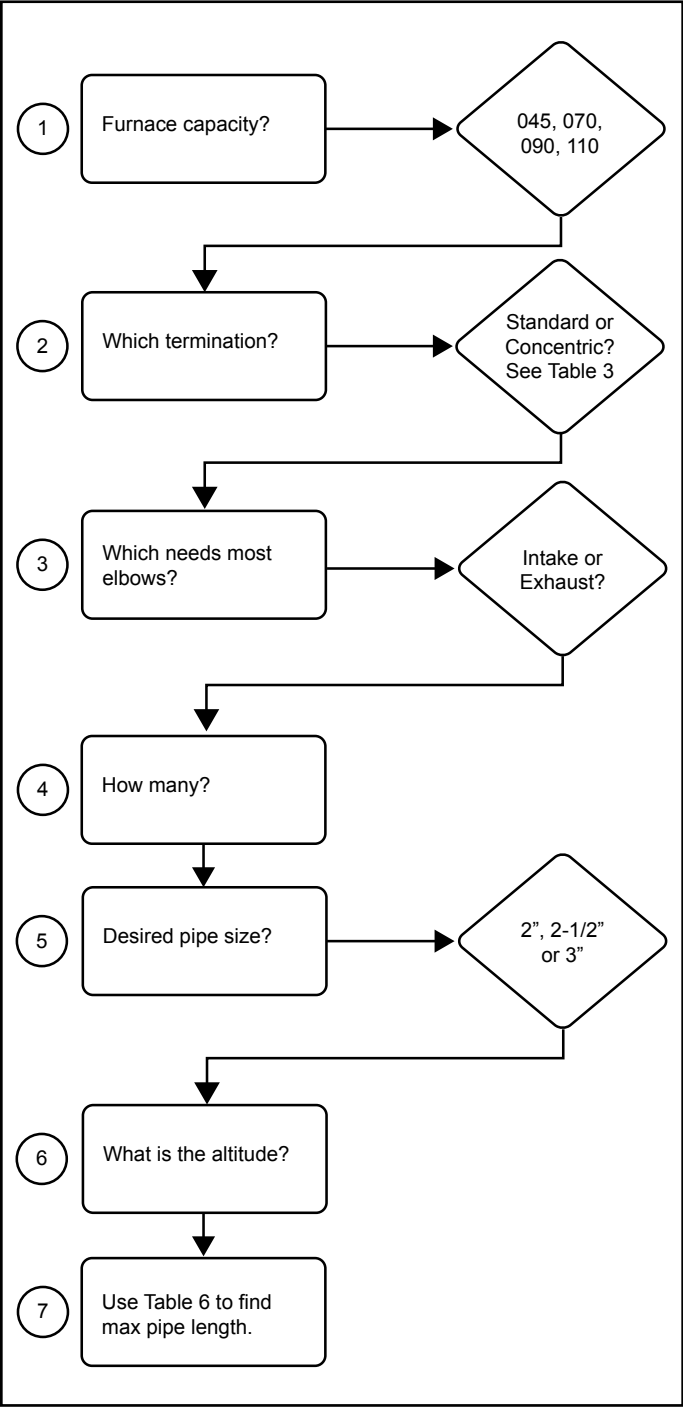 1
Furnace capacity?
045, 070,
090, 110
2
Which termination?
Standard or
Concentric?
See Table 3
3
Which needs most
elbows?
Intake or
Exhaust?
4
How many?
5
Desired pipe size?
2”, 2-1/2”
or 3”
6
What is the altitude?
7
Use Table 6 to find
max pipe length.